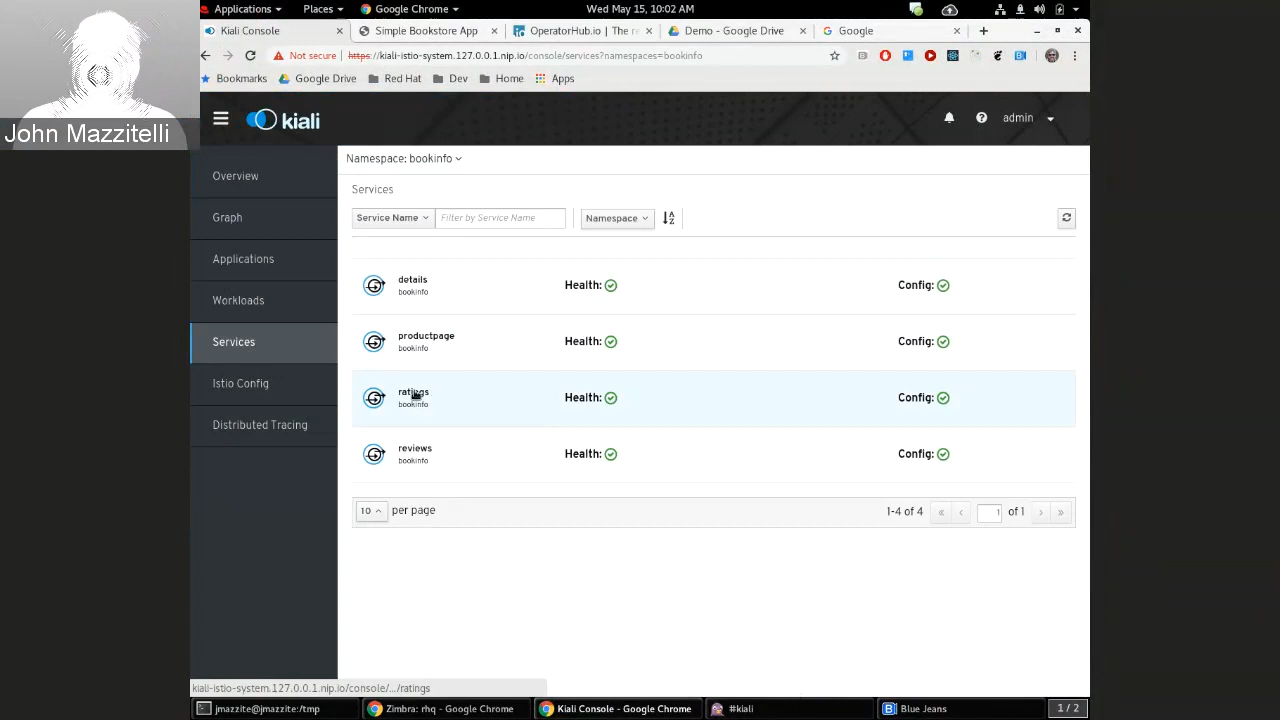 Applications Places Google Chrome Wed May 15, 10:02 AM
Kiali Console Simple Bookstore App OperatorHub.io | The re Demo - Google Drive Google
Not secure https://kiali-istio-system.127.0.0.1.nip.io/console/services?namespaces=bookinfo
Bookmarks Google Drive Red Hat Dev Home Apps
John Mazzitelli
kiali admin
Namespace: bookinfo
Overview
Graph
Applications
Workloads
Services
Istio Config
Distributed Tracing
Services
Service Name Filter by Service Name Namespace
details
bookinfo
Health: Config:
productpage
bookinfo
Health: Config:
ratings
bookinfo
Health: Config:
reviews
bookinfo
Health: Config:
10 per page 1-4 of 4 « ‹ 1 of 1 › »
kiali-istio-system.127.0.0.1.nip.io/console/.../ratings
jmazzite@jmazzite:/tmp Zimbra: rhq - Google Chrome Kiali Console - Google Chrome #kiali Blue Jeans 1 / 2